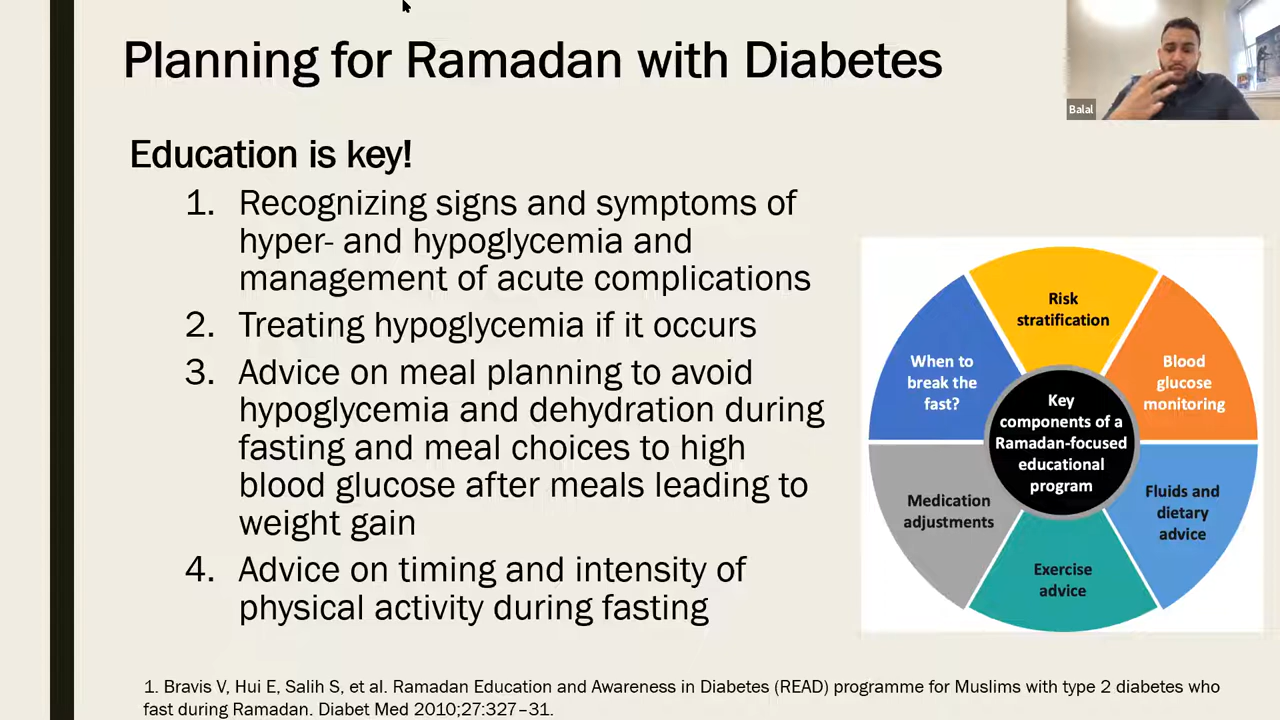 Planning for Ramadan with Diabetes
Balal
Education is key!
1. Recognizing signs and symptoms of
hyper- and hypoglycemia and
management of acute complications
2. Treating hypoglycemia if it occurs
3. Advice on meal planning to avoid
hypoglycemia and dehydration during
fasting and meal choices to high
blood glucose after meals leading to
weight gain
4. Advice on timing and intensity of
physical activity during fasting
Risk
stratification
Blood
glucose
monitoring
Fluids and
dietary
advice
Exercise
advice
Medication
adjustments
When to
break the
fast?
Key
components of a
Ramadan-focused
educational
program
1. Bravis V, Hui E, Salih S, et al. Ramadan Education and Awareness in Diabetes (READ) programme for Muslims with type 2 diabetes who
fast during Ramadan. Diabet Med 2010;27:327–31.